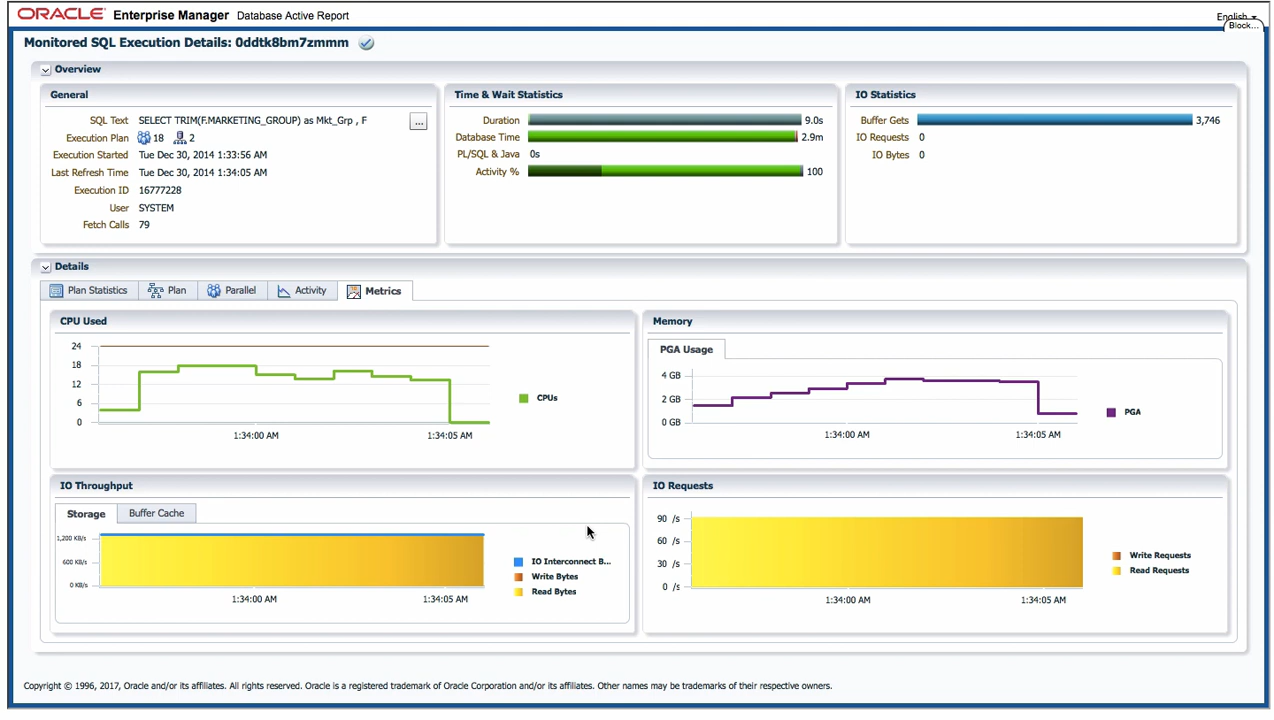 ORACLE Enterprise Manager Database Active Report
English
Block...
Monitored SQL Execution Details: 0ddtk8bm7zmmm
Overview
General
SQL Text SELECT TRIM(F.MARKETING_GROUP) as Mkt_Grp , F ...
Execution Plan 18 2
Execution Started Tue Dec 30, 2014 1:33:56 AM
Last Refresh Time Tue Dec 30, 2014 1:34:05 AM
Execution ID 16777228
User SYSTEM
Fetch Calls 79
Time & Wait Statistics
Duration 9.0s
Database Time 2.9m
PL/SQL & Java 0s
Activity % 100
IO Statistics
Buffer Gets 3,746
IO Requests 0
IO Bytes 0
Details
Plan Statistics Plan Parallel Activity Metrics
CPU Used
24
18
12
6
0
1:34:00 AM 1:34:05 AM
CPUs
Memory
PGA Usage
4 GB
2 GB
0 GB
1:34:00 AM 1:34:05 AM
PGA
IO Throughput
Storage Buffer Cache
1,200 KB/s
600 KB/s
0 KB/s
1:34:00 AM 1:34:05 AM
IO Interconnect B...
Write Bytes
Read Bytes
IO Requests
90 /s
60 /s
30 /s
0 /s
1:34:00 AM 1:34:05 AM
Write Requests
Read Requests
Copyright © 1996, 2017, Oracle and/or its affiliates. All rights reserved. Oracle is a registered trademark of Oracle Corporation and/or its affiliates. Other names may be trademarks of their respective owners.